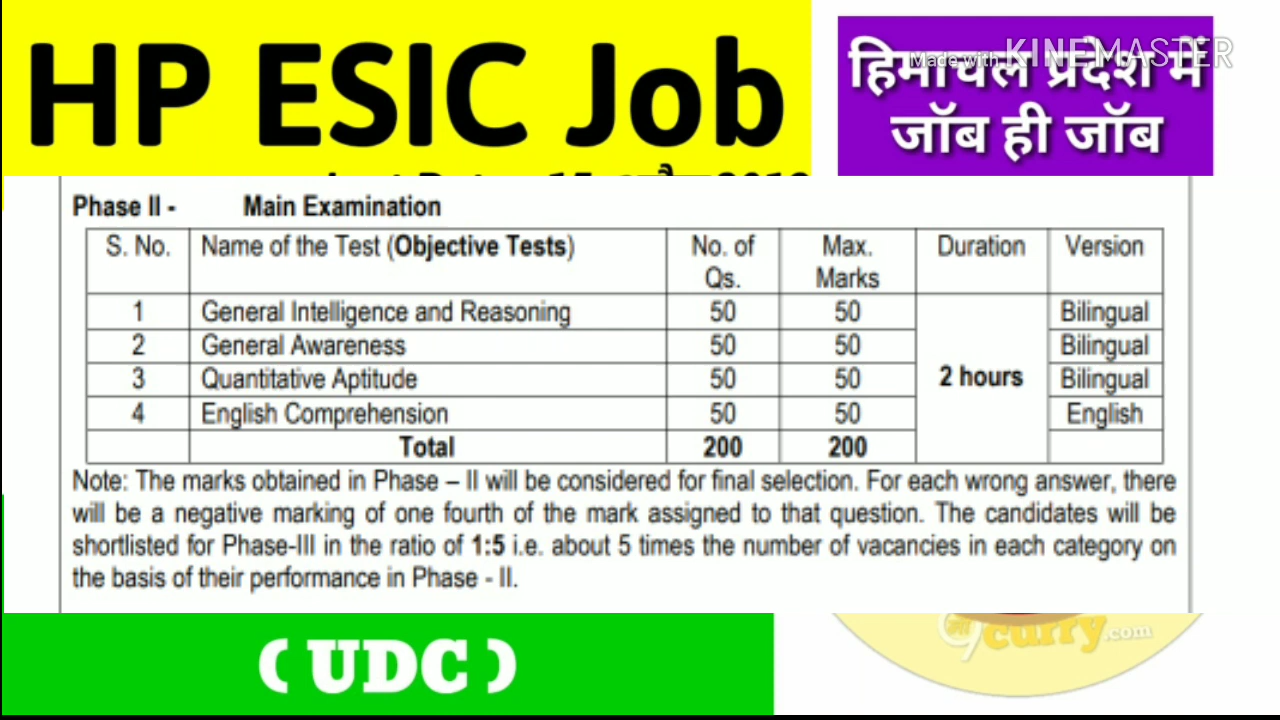 HP ESIC Job
Made with KINEMASTER
हिमाचल प्रदेश में
जॉब ही जॉब
Phase II - Main Examination
S. No. Name of the Test (Objective Tests) No. of Qs. Max. Marks Duration Version
1 General Intelligence and Reasoning 50 50 2 hours Bilingual
2 General Awareness 50 50 Bilingual
3 Quantitative Aptitude 50 50 Bilingual
4 English Comprehension 50 50 English
Total 200 200
Note: The marks obtained in Phase – II will be considered for final selection. For each wrong answer, there
will be a negative marking of one fourth of the mark assigned to that question. The candidates will be
shortlisted for Phase-III in the ratio of 1:5 i.e. about 5 times the number of vacancies in each category on
the basis of their performance in Phase - II.
( UDC )
curry.com